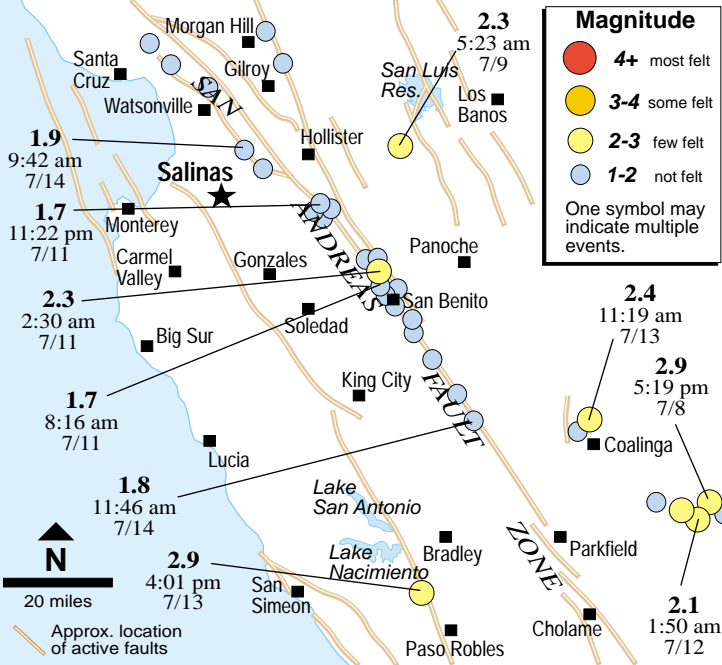 Morgan Hill
2.3
5:23 am
7/9
Santa
Cruz
Gilroy
SAN
San Luis
Res.
Los
Banos
Watsonville
Magnitude
4+ most felt
3-4 some felt
2-3 few felt
1-2 not felt
One symbol may
indicate multiple
events.
1.9
9:42 am
7/14
Hollister
Salinas
1.7
11:22 pm
7/11
Monterey
ANDREAS
Carmel
Valley
Gonzales
Panoche
2.3
2:30 am
7/11
Soledad
San Benito
2.4
11:19 am
7/13
Big Sur
2.9
5:19 pm
7/8
1.7
8:16 am
7/11
King City
FAULT
Lucia
Coalinga
1.8
11:46 am
7/14
Lake
San Antonio
N
20 miles
2.9
4:01 pm
7/13
Lake
Nacimiento
Bradley
ZONE
Parkfield
San
Simeon
2.1
1:50 am
7/12
Approx. location
of active faults
Paso Robles
Cholame